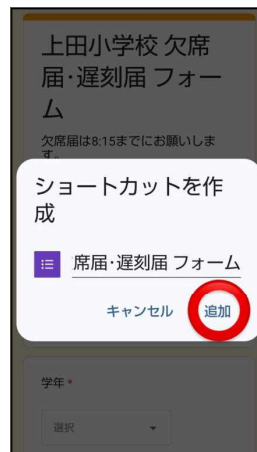 上田小学校 欠席
届･遅刻届 フォー
ム
欠席届は8:15までにお願いしま
す。
ショートカットを作
成
席届･遅刻届 フォーム
キャンセル
追加
学年 *
選択